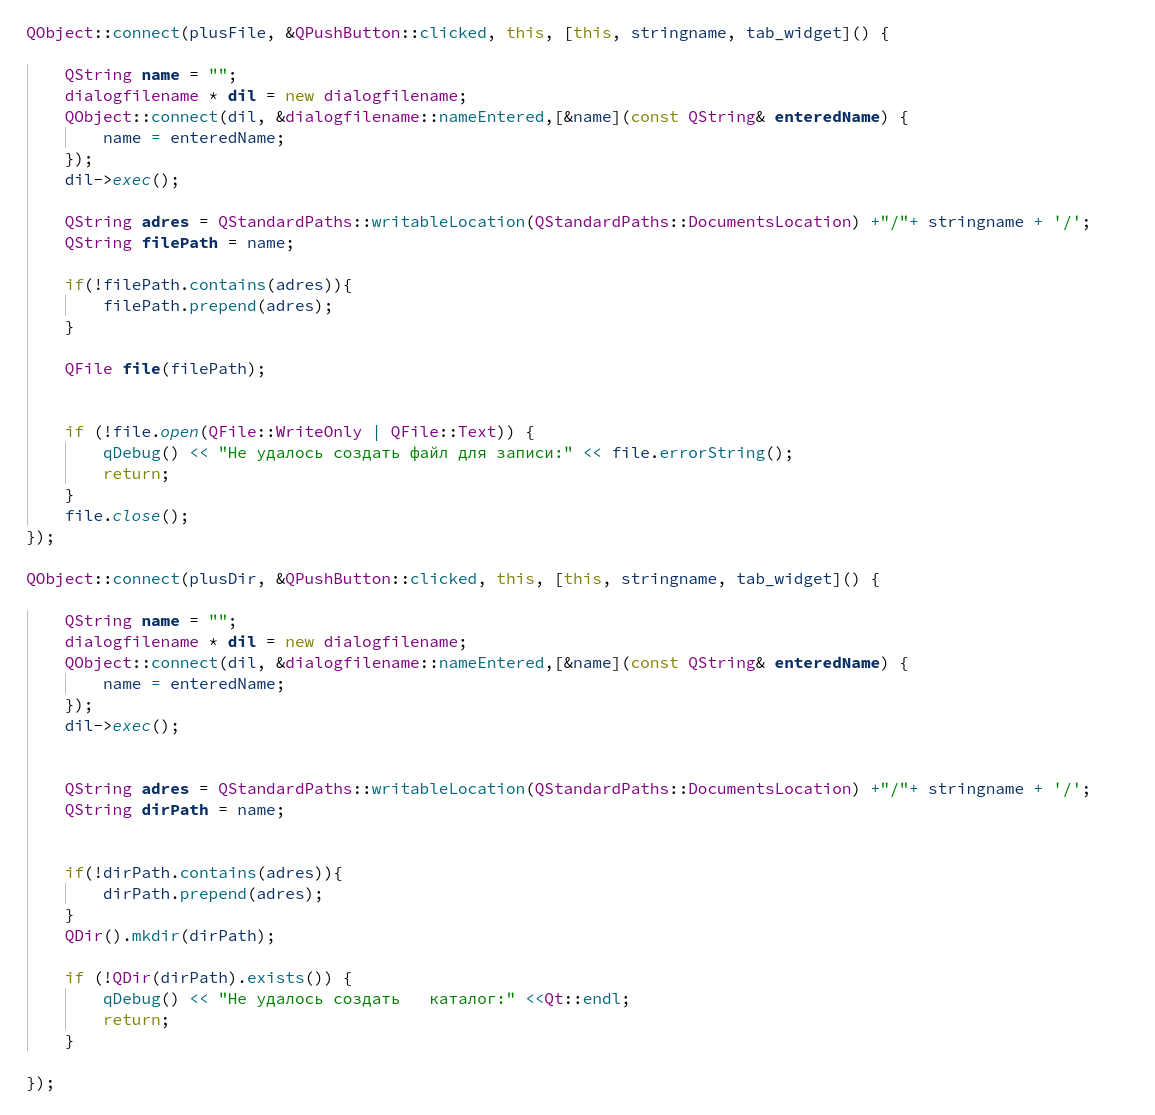 QObject::connect(plusFile, &QPushButton::clicked, this, [this, stringname, tab_widget]() {
QString name = "";
dialogfilename * dil = new dialogfilename;
QObject::connect(dil, &dialogfilename::nameEntered,[&name](const QString& enteredName) {
name = enteredName;
});
dil->exec();
QString adres = QStandardPaths::writableLocation(QStandardPaths::DocumentsLocation) +"/"+ stringname + '/';
QString filePath = name;
if(!filePath.contains(adres)){
filePath.prepend(adres);
}
QFile file(filePath);
if (!file.open(QFile::WriteOnly | QFile::Text)) {
qDebug() << "Не удалось создать файл для записи:" << file.errorString();
return;
}
file.close();
});
QObject::connect(plusDir, &QPushButton::clicked, this, [this, stringname, tab_widget]() {
QString name = "";
dialogfilename * dil = new dialogfilename;
QObject::connect(dil, &dialogfilename::nameEntered,[&name](const QString& enteredName) {
name = enteredName;
});
dil->exec();
QString adres = QStandardPaths::writableLocation(QStandardPaths::DocumentsLocation) +"/"+ stringname + '/';
QString dirPath = name;
if(!dirPath.contains(adres)){
dirPath.prepend(adres);
}
QDir().mkdir(dirPath);
if (!QDir(dirPath).exists()) {
qDebug() << "Не удалось создать   каталог:" <<Qt::endl;
return;
}
});